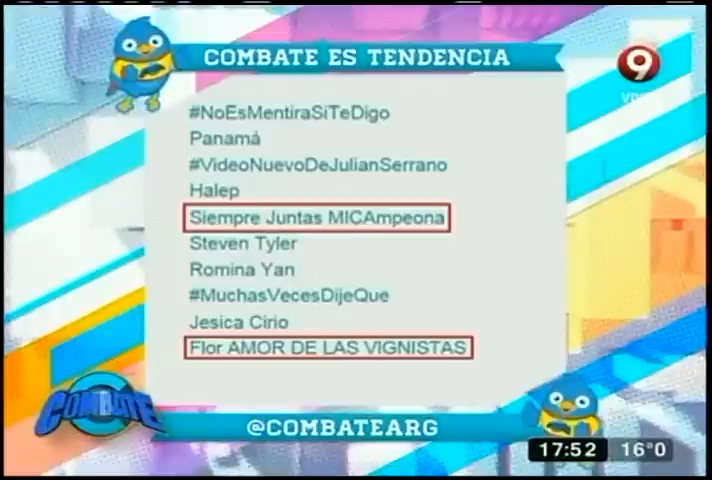 COMBATE ES TENDENCIA
9
VIVO
#NoEsMentiraSiTeDigo
Panamá
#VideoNuevoDeJulianSerrano
Halep
Siempre Juntas MICAmpeona
Steven Tyler
Romina Yan
#MuchasVecesDijeQue
Jesica Cirio
Flor AMOR DE LAS VIGNISTAS
COMBATE
@COMBATEARG
17:52 16°0